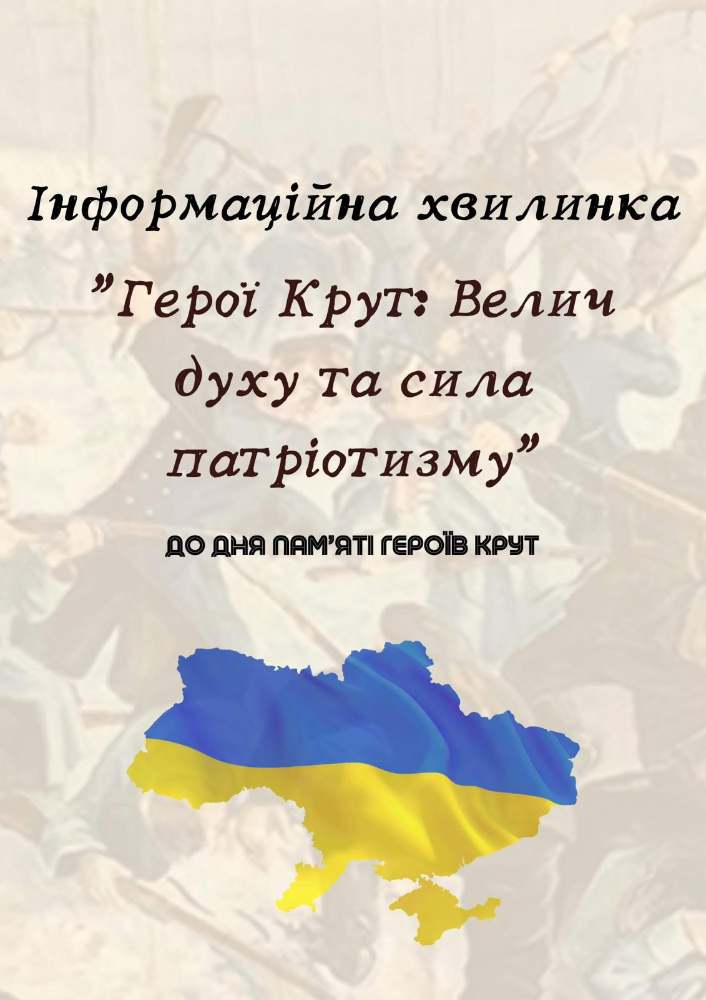 Інформаційна хвилинка
"Герої Крут: Велич
духу та сила
патріотизму"
ДО ДНЯ ПАМ'ЯТІ ГЕРОЇВ КРУТ